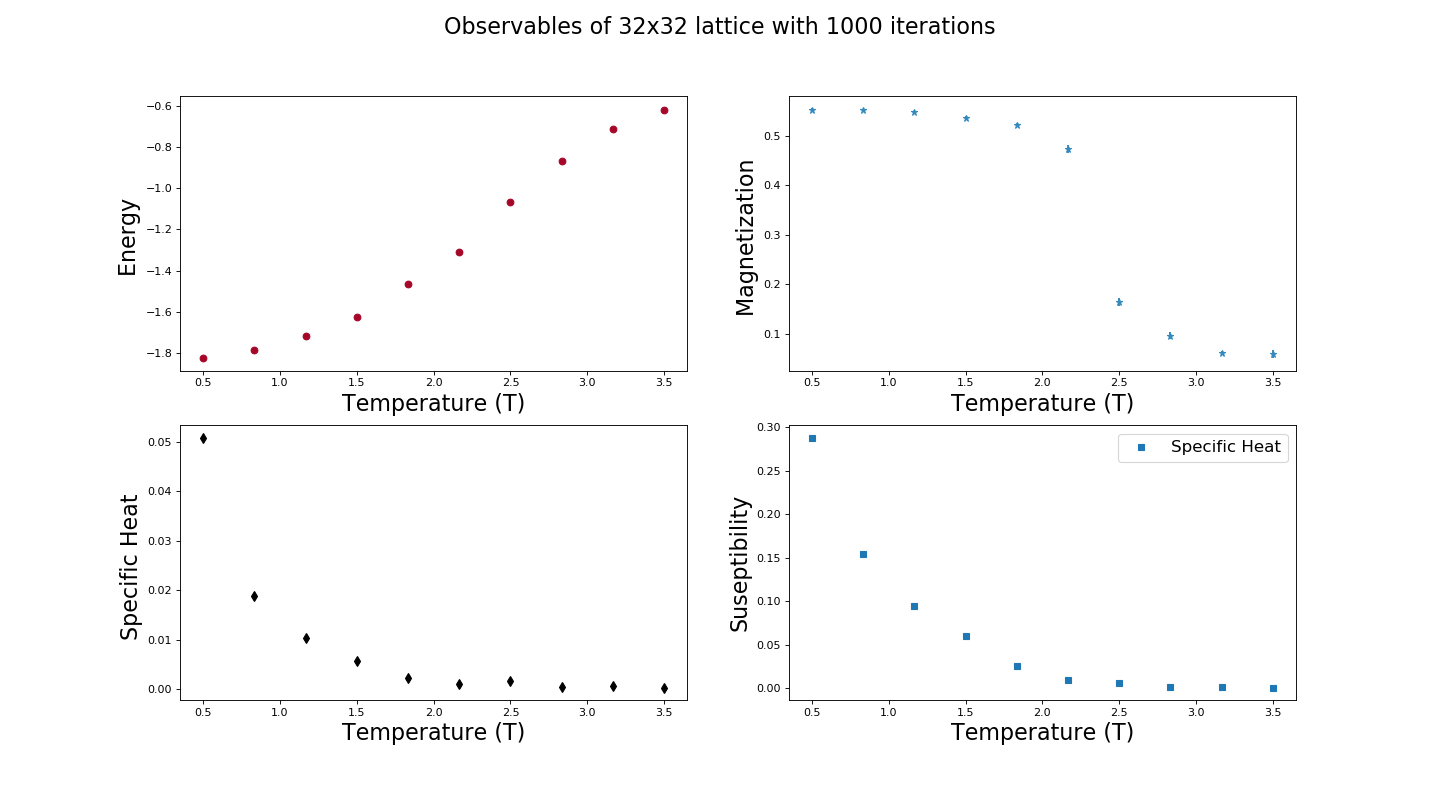 Observables of 32x32 lattice with 1000 iterations
−0.6
−0.8
−1.0
−1.2
−1.4
−1.6
−1.8
Energy
0.5 1.0 1.5 2.0 2.5 3.0 3.5
Temperature (T)
0.5
0.4
0.3
0.2
0.1
Magnetization
0.5 1.0 1.5 2.0 2.5 3.0 3.5
Temperature (T)
0.05
0.04
0.03
0.02
0.01
0.00
Specific Heat
0.5 1.0 1.5 2.0 2.5 3.0 3.5
Temperature (T)
0.30
0.25
0.20
0.15
0.10
0.05
0.00
Suseptibility
Specific Heat
0.5 1.0 1.5 2.0 2.5 3.0 3.5
Temperature (T)